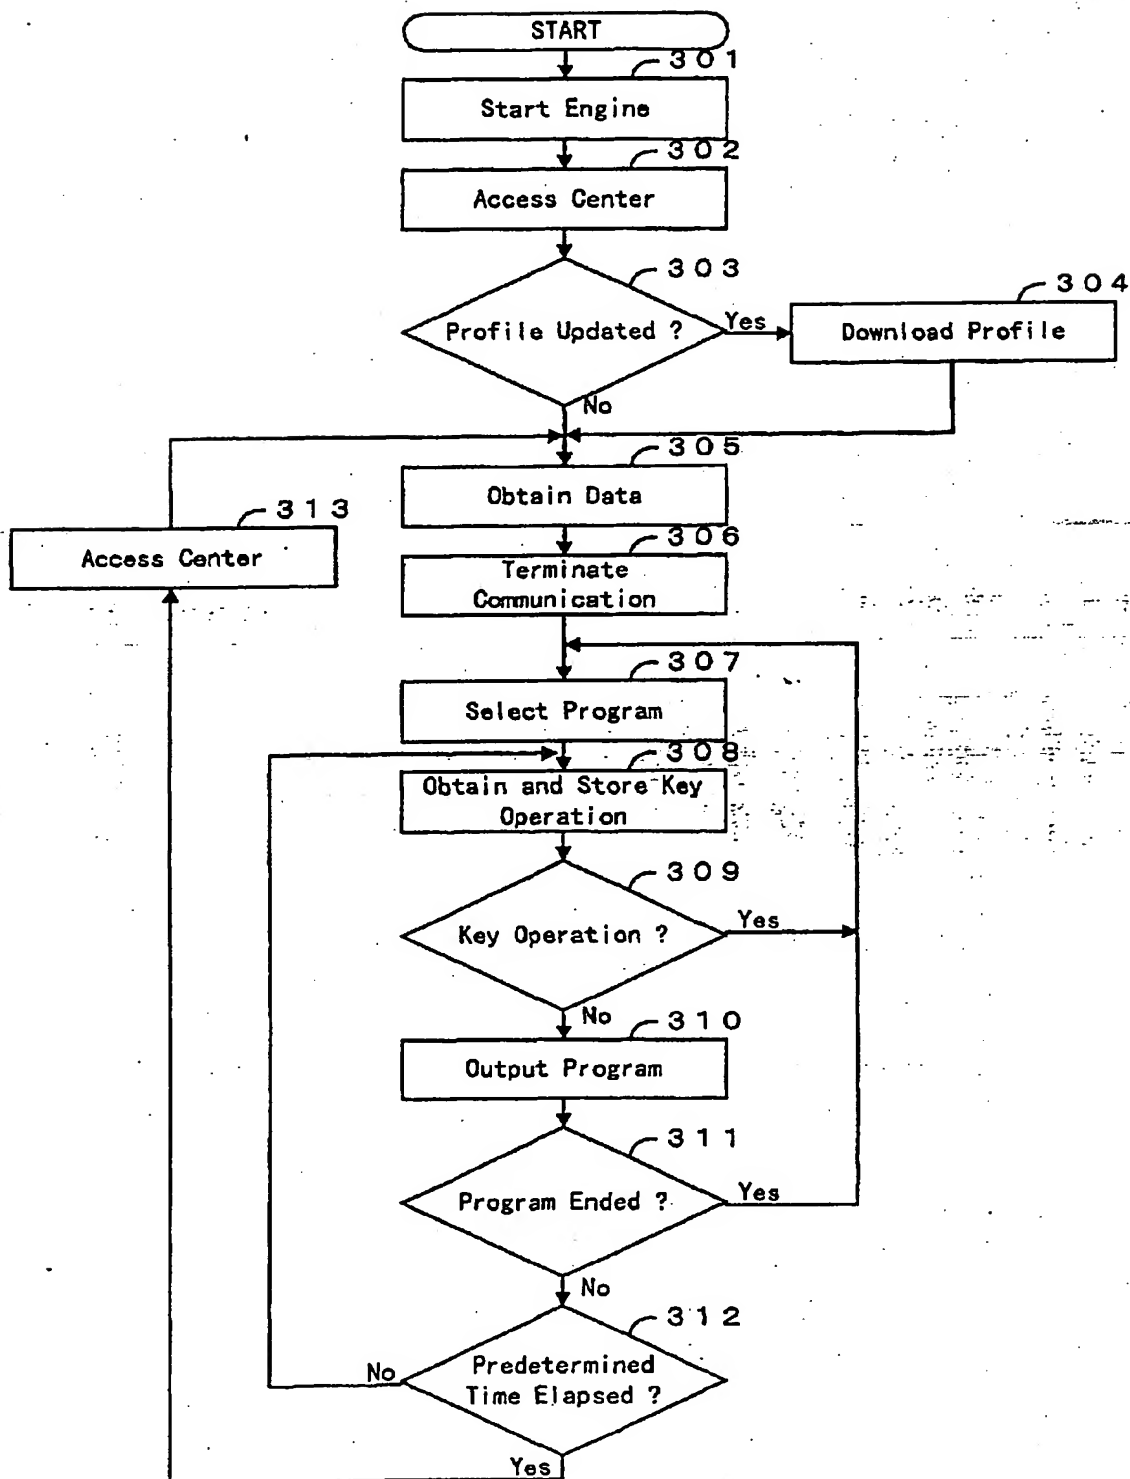 START
301
Start Engine
302
Access Center
303
Profile Updated ?
Yes
304
Download Profile
No
305
Obtain Data
313
Access Center
306
Terminate
Communication
307
Select Program
308
Obtain and Store Key
Operation
309
Key Operation ?
Yes
No
310
Output Program
311
Program Ended ?
Yes
No
312
Predetermined
Time Elapsed ?
No
Yes